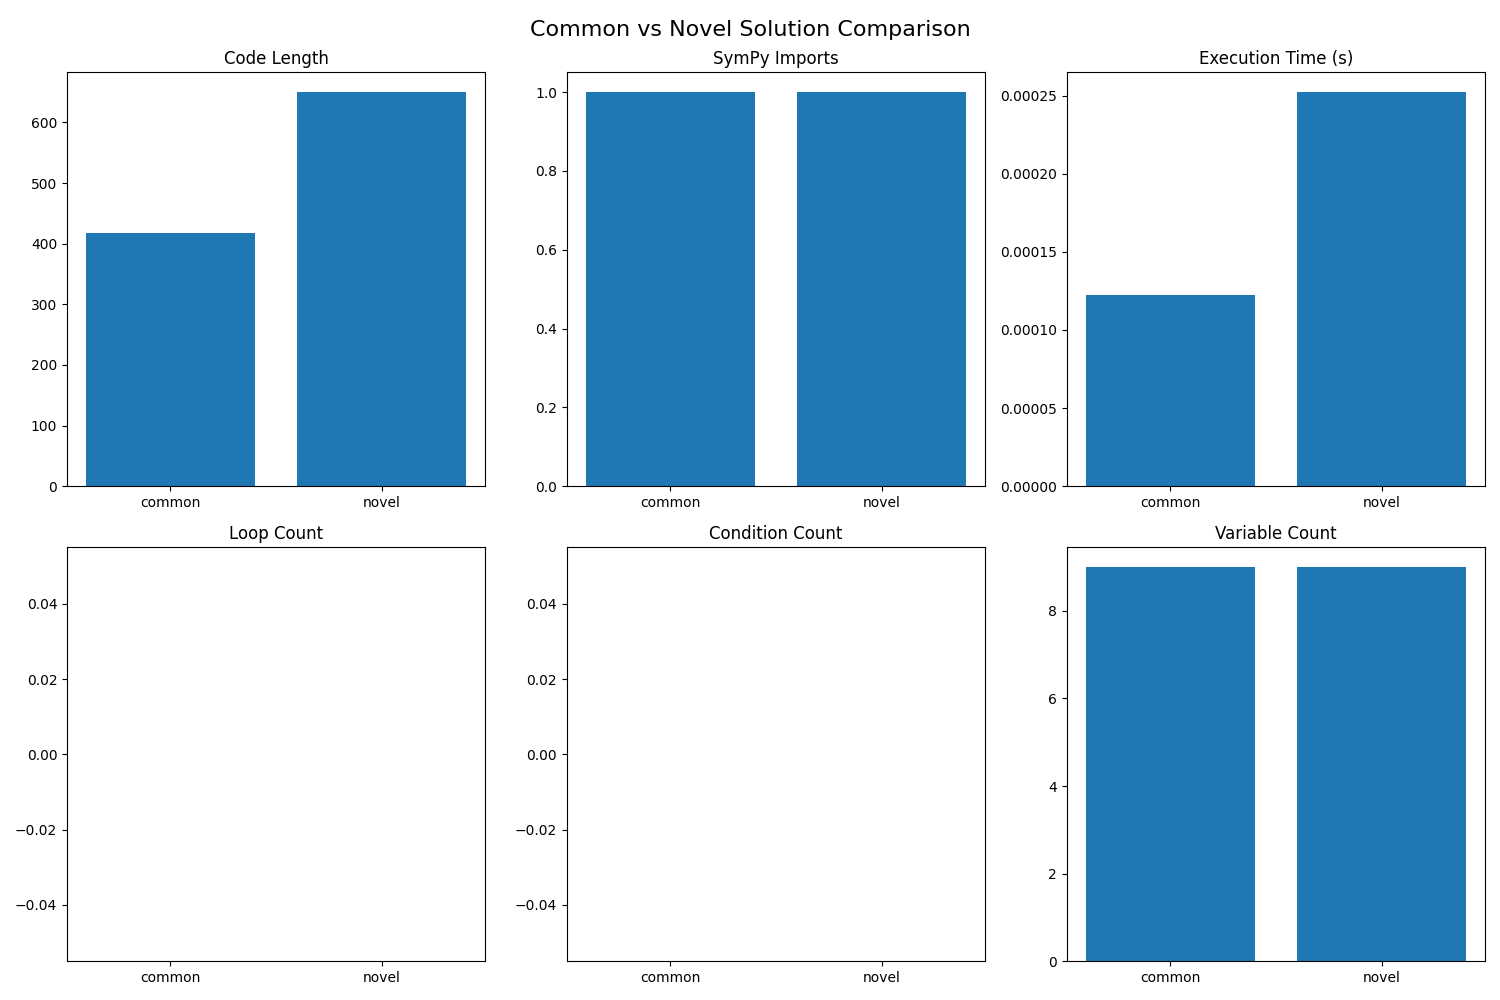 Common vs Novel Solution Comparison
Code Length
600
500
400
300
200
100
0
common novel
SymPy Imports
1.0
0.8
0.6
0.4
0.2
0.0
common novel
Execution Time (s)
0.00025
0.00020
0.00015
0.00010
0.00005
0.00000
common novel
Loop Count
0.04
0.02
0.00
−0.02
−0.04
common novel
Condition Count
0.04
0.02
0.00
−0.02
−0.04
common novel
Variable Count
8
6
4
2
0
common novel